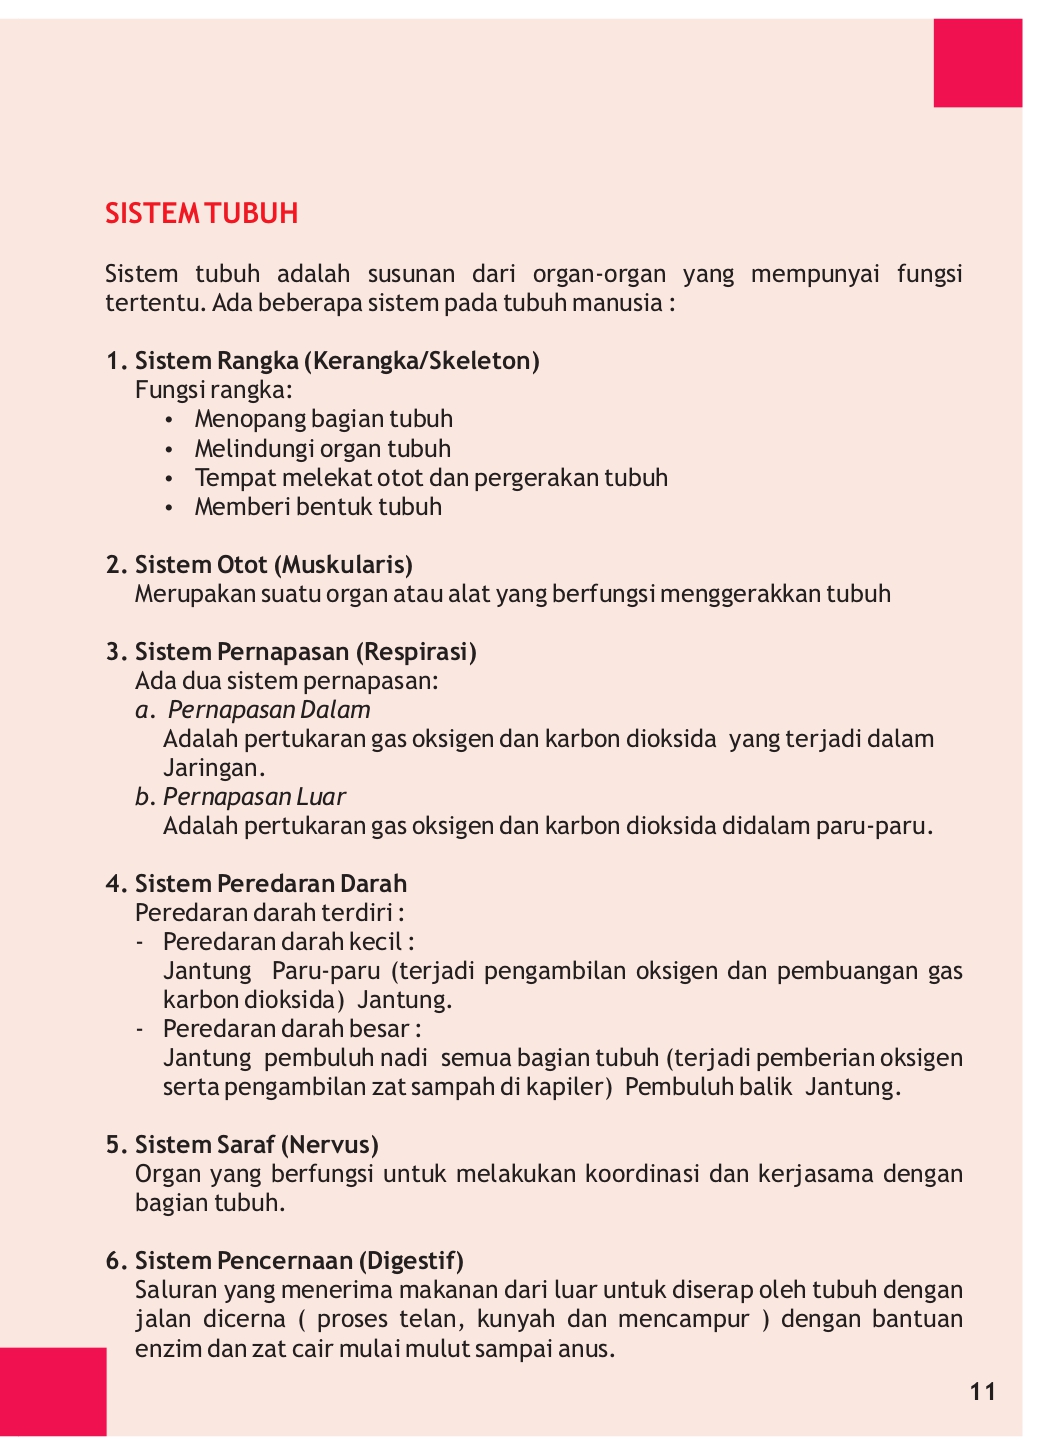 SISTEM TUBUH
Sistem tubuh adalah susunan dari organ-organ yang mempunyai fungsi
tertentu. Ada beberapa sistem pada tubuh manusia :
1. Sistem Rangka (Kerangka/Skeleton)
Fungsi rangka:
• Menopang bagian tubuh
• Melindungi organ tubuh
• Tempat melekat otot dan pergerakan tubuh
• Memberi bentuk tubuh
2. Sistem Otot (Muskularis)
Merupakan suatu organ atau alat yang berfungsi menggerakkan tubuh
3. Sistem Pernapasan (Respirasi)
Ada dua sistem pernapasan:
a. Pernapasan Dalam
Adalah pertukaran gas oksigen dan karbon dioksida yang terjadi dalam
Jaringan.
b. Pernapasan Luar
Adalah pertukaran gas oksigen dan karbon dioksida didalam paru-paru.
4. Sistem Peredaran Darah
Peredaran darah terdiri :
- Peredaran darah kecil :
Jantung Paru-paru (terjadi pengambilan oksigen dan pembuangan gas
karbon dioksida) Jantung.
- Peredaran darah besar :
Jantung pembuluh nadi semua bagian tubuh (terjadi pemberian oksigen
serta pengambilan zat sampah di kapiler) Pembuluh balik Jantung.
5. Sistem Saraf (Nervus)
Organ yang berfungsi untuk melakukan koordinasi dan kerjasama dengan
bagian tubuh.
6. Sistem Pencernaan (Digestif)
Saluran yang menerima makanan dari luar untuk diserap oleh tubuh dengan
jalan dicerna ( proses telan, kunyah dan mencampur ) dengan bantuan
enzim dan zat cair mulai mulut sampai anus.
11